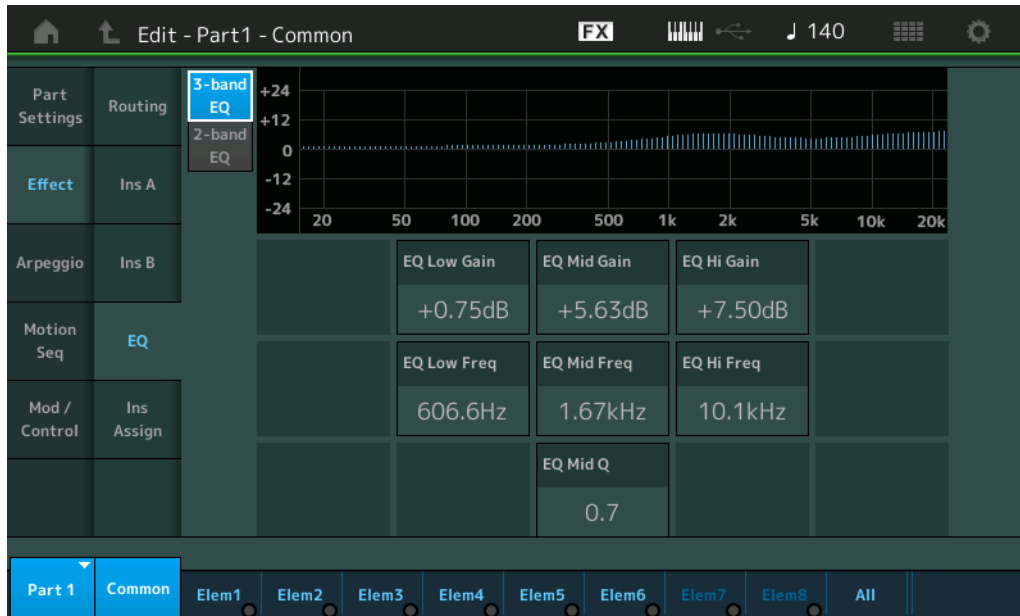 Edit - Part1 - Common
FX
♩ 140
Part
Settings
Effect
Arpeggio
Motion
Seq
Mod /
Control
Routing
Ins A
Ins B
EQ
Ins
Assign
3-band
EQ
2-band
EQ
+24
+12
0
-12
-24
20 50 100 200 500 1k 2k 5k 10k 20k
EQ Low Gain
+0.75dB
EQ Mid Gain
+5.63dB
EQ Hi Gain
+7.50dB
EQ Low Freq
606.6Hz
EQ Mid Freq
1.67kHz
EQ Hi Freq
10.1kHz
EQ Mid Q
0.7
Part 1 Common Elem1 Elem2 Elem3 Elem4 Elem5 Elem6 Elem7 Elem8 All